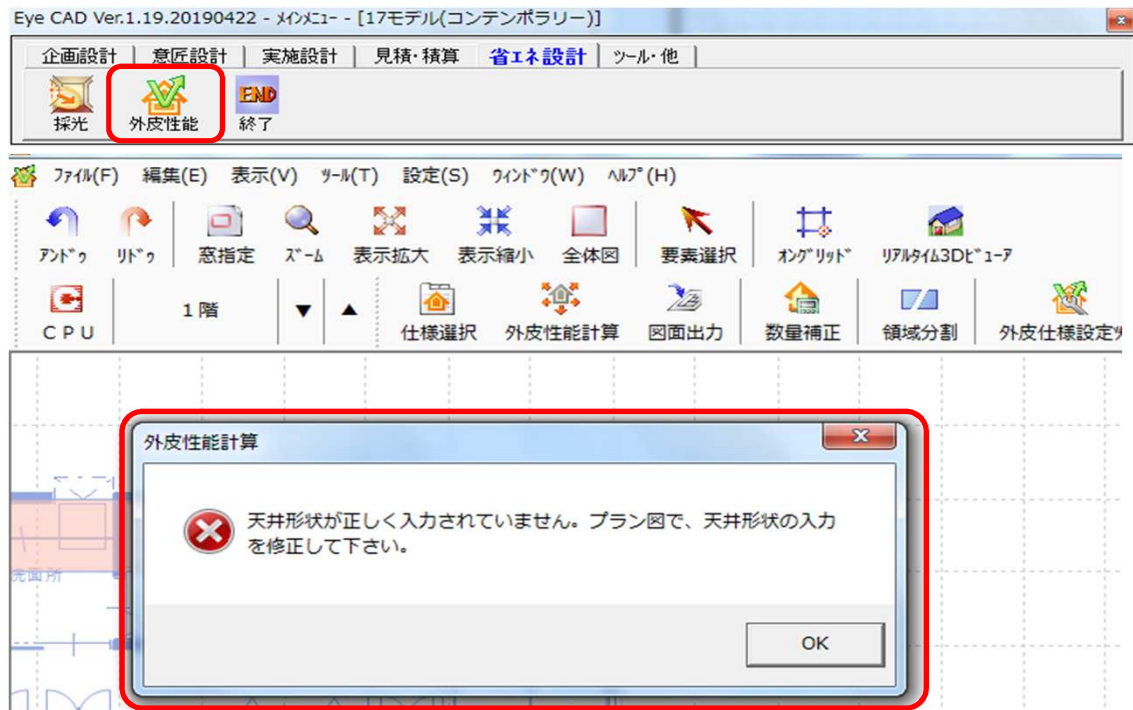 Eye CAD Ver.1.19.20190422 - ﾒｲﾝﾒﾆｭｰ - [17モデル(コンテンポラリー)]
企画設計 意匠設計 実施設計 見積・積算 省ｴﾈ設計 ﾂｰﾙ・他
END
採光 外皮性能 終了
ﾌｧｲﾙ(F) 編集(E) 表示(V) ﾂｰﾙ(T) 設定(S) ｳｨﾝﾄﾞｳ(W) ﾍﾙﾌﾟ(H)
ｱﾝﾄﾞｩ ﾘﾄﾞｩ 窓指定 ｽﾞｰﾑ 表示拡大 表示縮小 全体図 要素選択 ｵﾝｸﾞﾘｯﾄﾞ ﾘｱﾙﾀｲﾑ3Dﾋﾞｭｰｱ
1階 ▼ ▲
CPU 仕様選択 外皮性能計算 図面出力 数量補正 領域分割 外皮仕様設定ﾂ
外皮性能計算
天井形状が正しく入力されていません。プラン図で、天井形状の入力
を修正して下さい。
洗面所
OK